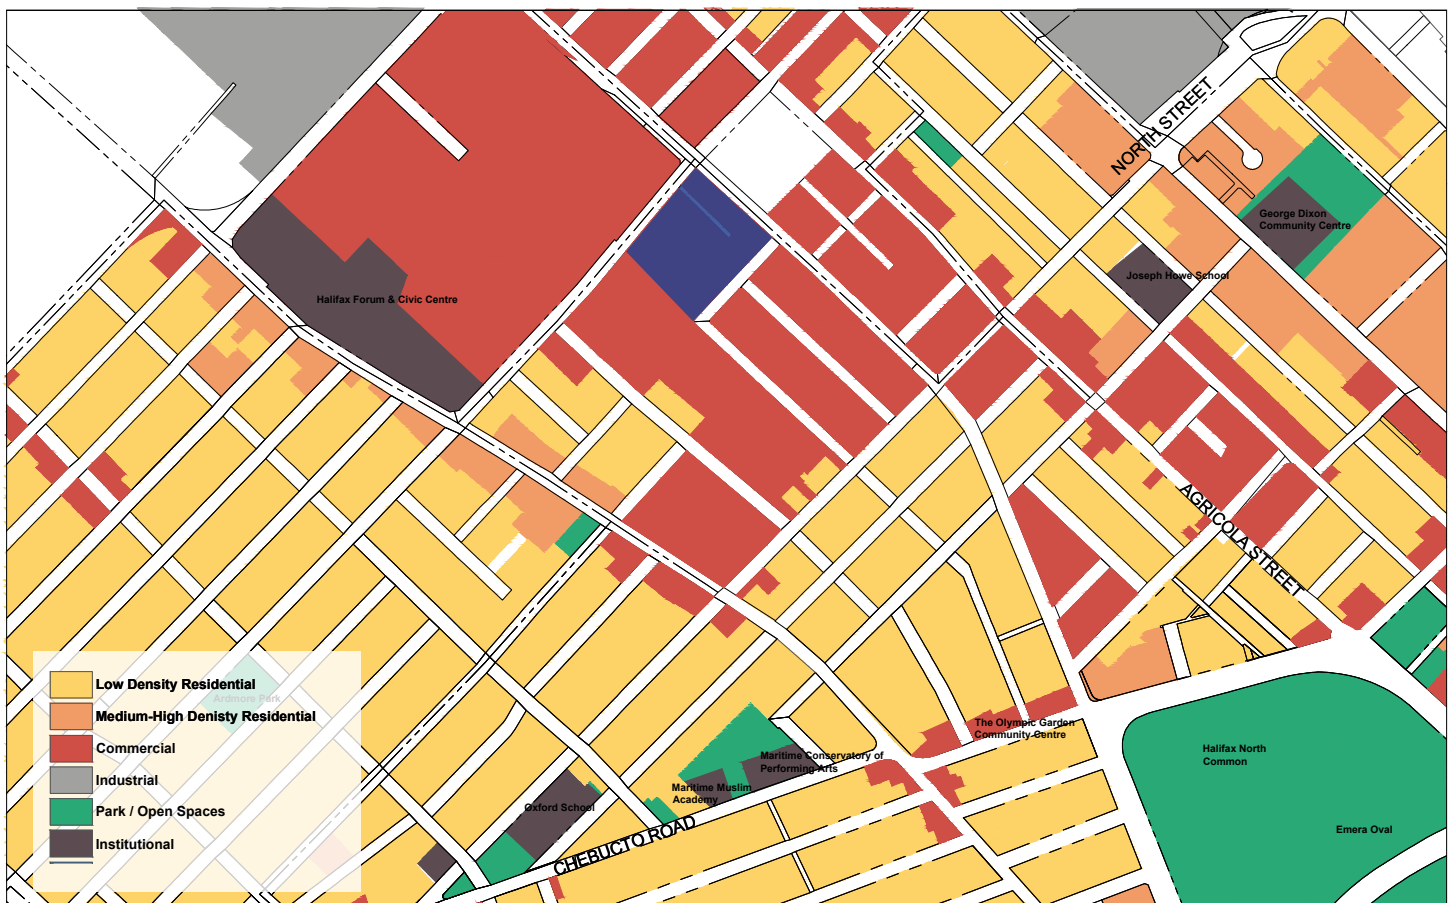 NORTH STREET
George Dixon
Community Centre
Joseph Howe School
Halifax Forum & Civic Centre
AGRICOLA STREET
Low Density Residential
Ardmore Park
Medium-High Denisty Residential
Commercial
Industrial
Park / Open Spaces
Institutional
The Olympic Garden
Community Centre
Halifax North
Common
Maritime Conservatory of
Performing Arts
Maritime Muslim
Academy
Oxford School
CHEBUCTO ROAD
Emera Oval